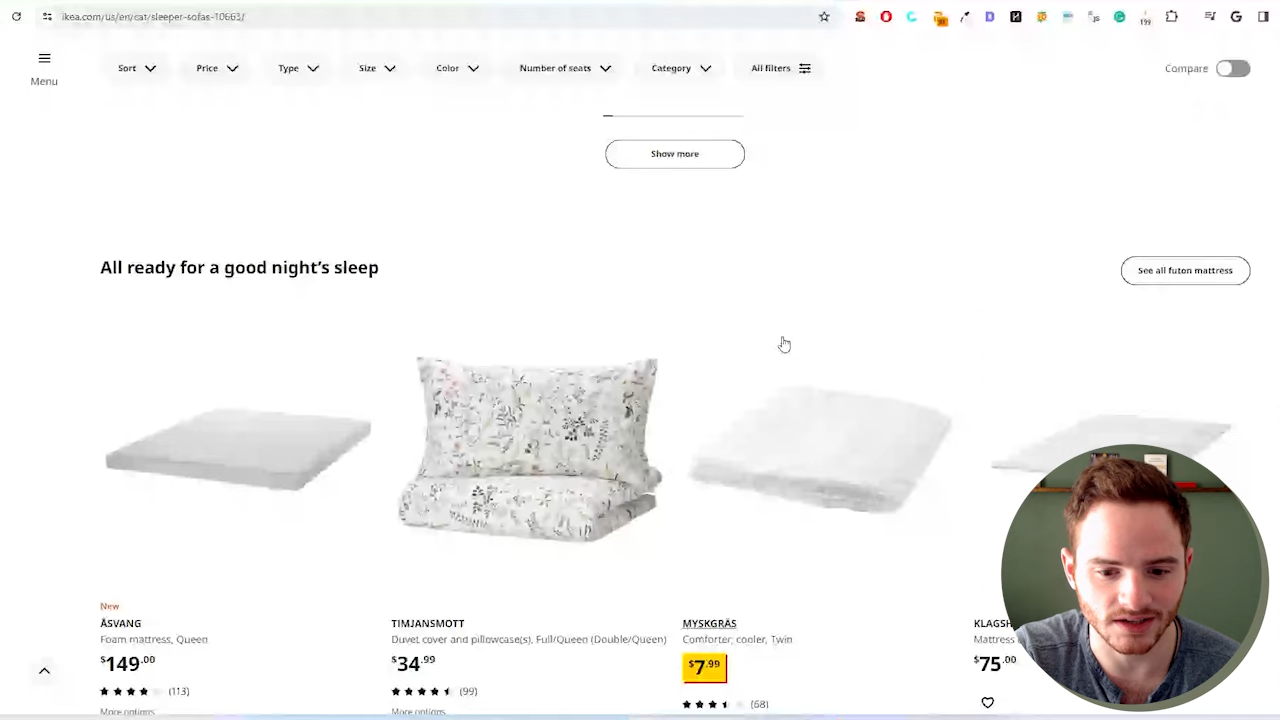 ikea.com/us/en/cat/sleeper-sofas-10663/
Menu
Sort
Price
Type
Size
Color
Number of seats
Category
All filters
Compare
Show more
All ready for a good night's sleep
See all futon mattress
New
ÅSVANG
Foam mattress, Queen
$149.00
(113)
More options
TIMJANSMOTT
Duvet cover and pillowcase(s), Full/Queen (Double/Queen)
$34.99
(99)
More options
MYSKGRÄS
Comforter, cooler, Twin
$7.99
(68)
KLAGSH
Mattress
$75.00